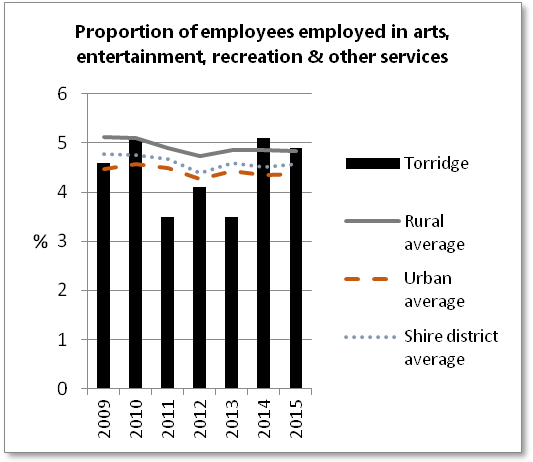 Proportion of employees employed in arts,
entertainment, recreation & other services
6
5
4
3
2
1
0
%
2009
2010
2011
2012
2013
2014
2015
Torridge
Rural
average
Urban
average
Shire district
average